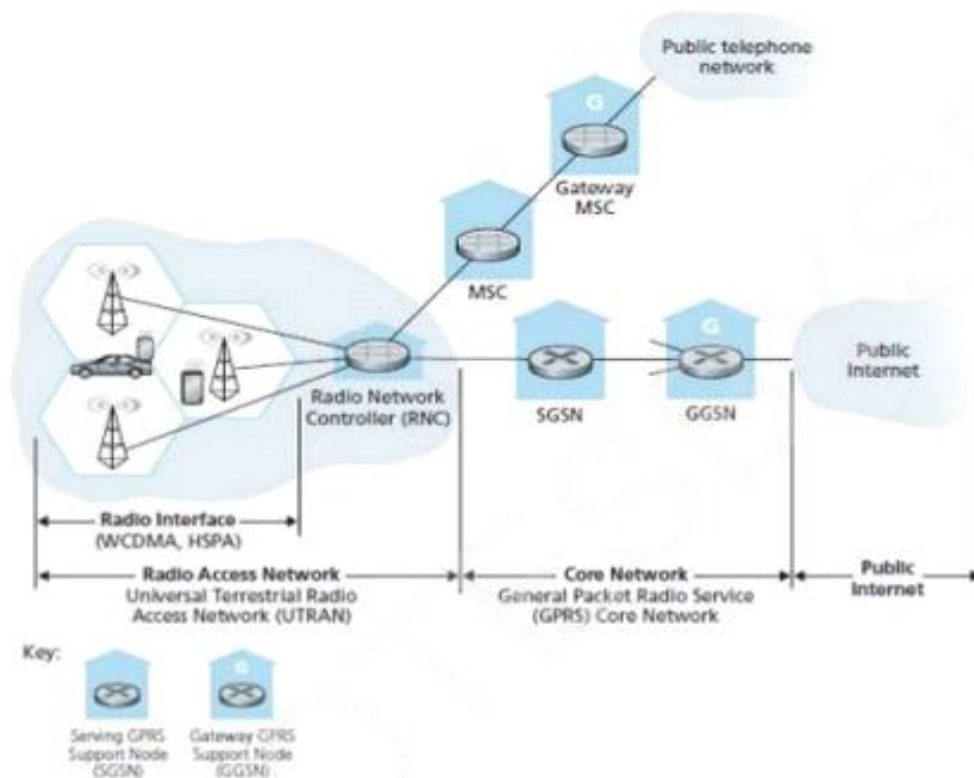 Public telephone
network
G
Gateway
MSC
MSC
Radio Network
Controller (RNC)
SGSN
G
GGSN
Public
Internet
Radio Interface
(WCDMA, HSPA)
Radio Access Network
Universal Terrestrial Radio
Access Network (UTRAN)
Core Network
General Packet Radio Service
(GPRS) Core Network
Public
Internet
Key:
G
Serving GPRS
Support Node
(SGSN)
Gateway GPRS
Support Node
(GGSN)